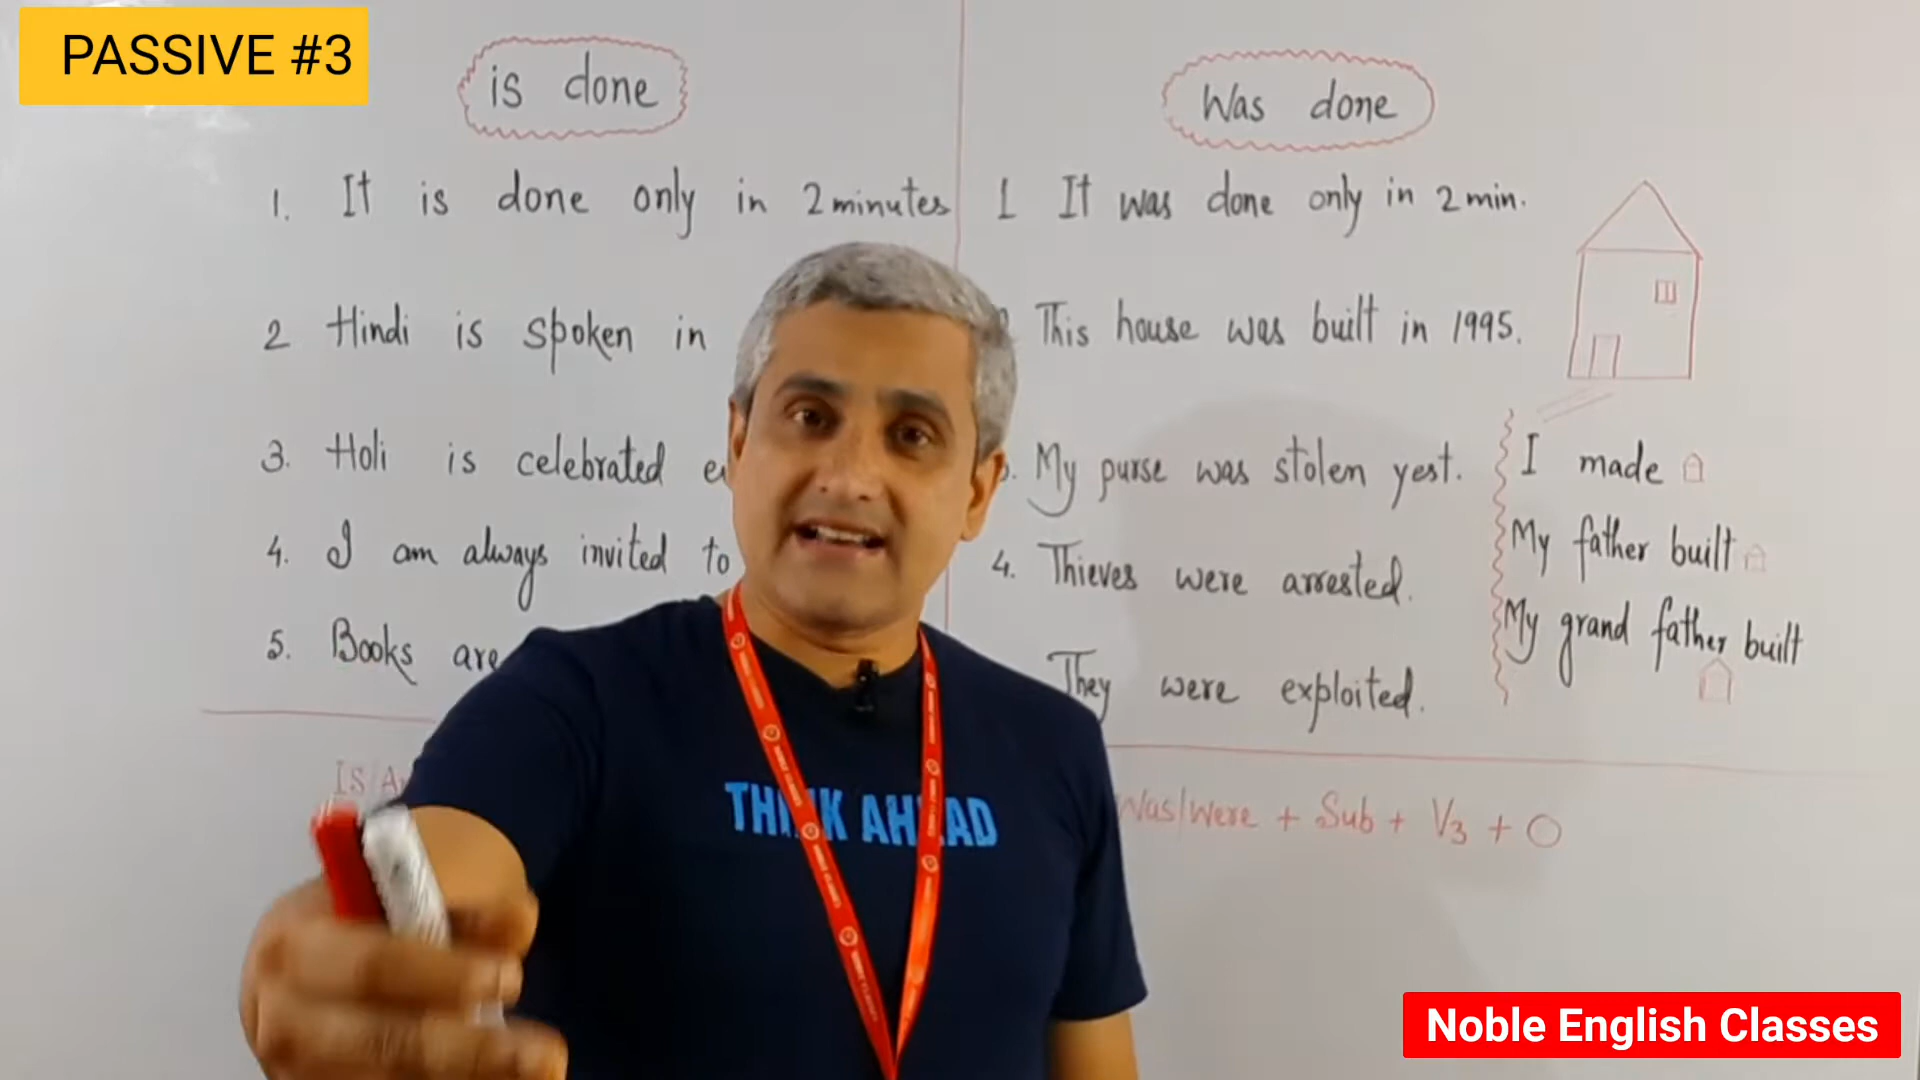 PASSIVE #3
is done
1. It is done only in 2 minutes
2 Hindi is spoken in
3. Holi is celebrated
4. I am always invited to
5. Books are
Was done
1 It was done only in 2 min.
This house was built in 1995.
My purse was stolen yest.
4. Thieves were arrested.
They were exploited.
I made
My father built
My grand father built
Was/Were + Sub + V3 + O
IS
THINK AHEAD
Noble English Classes